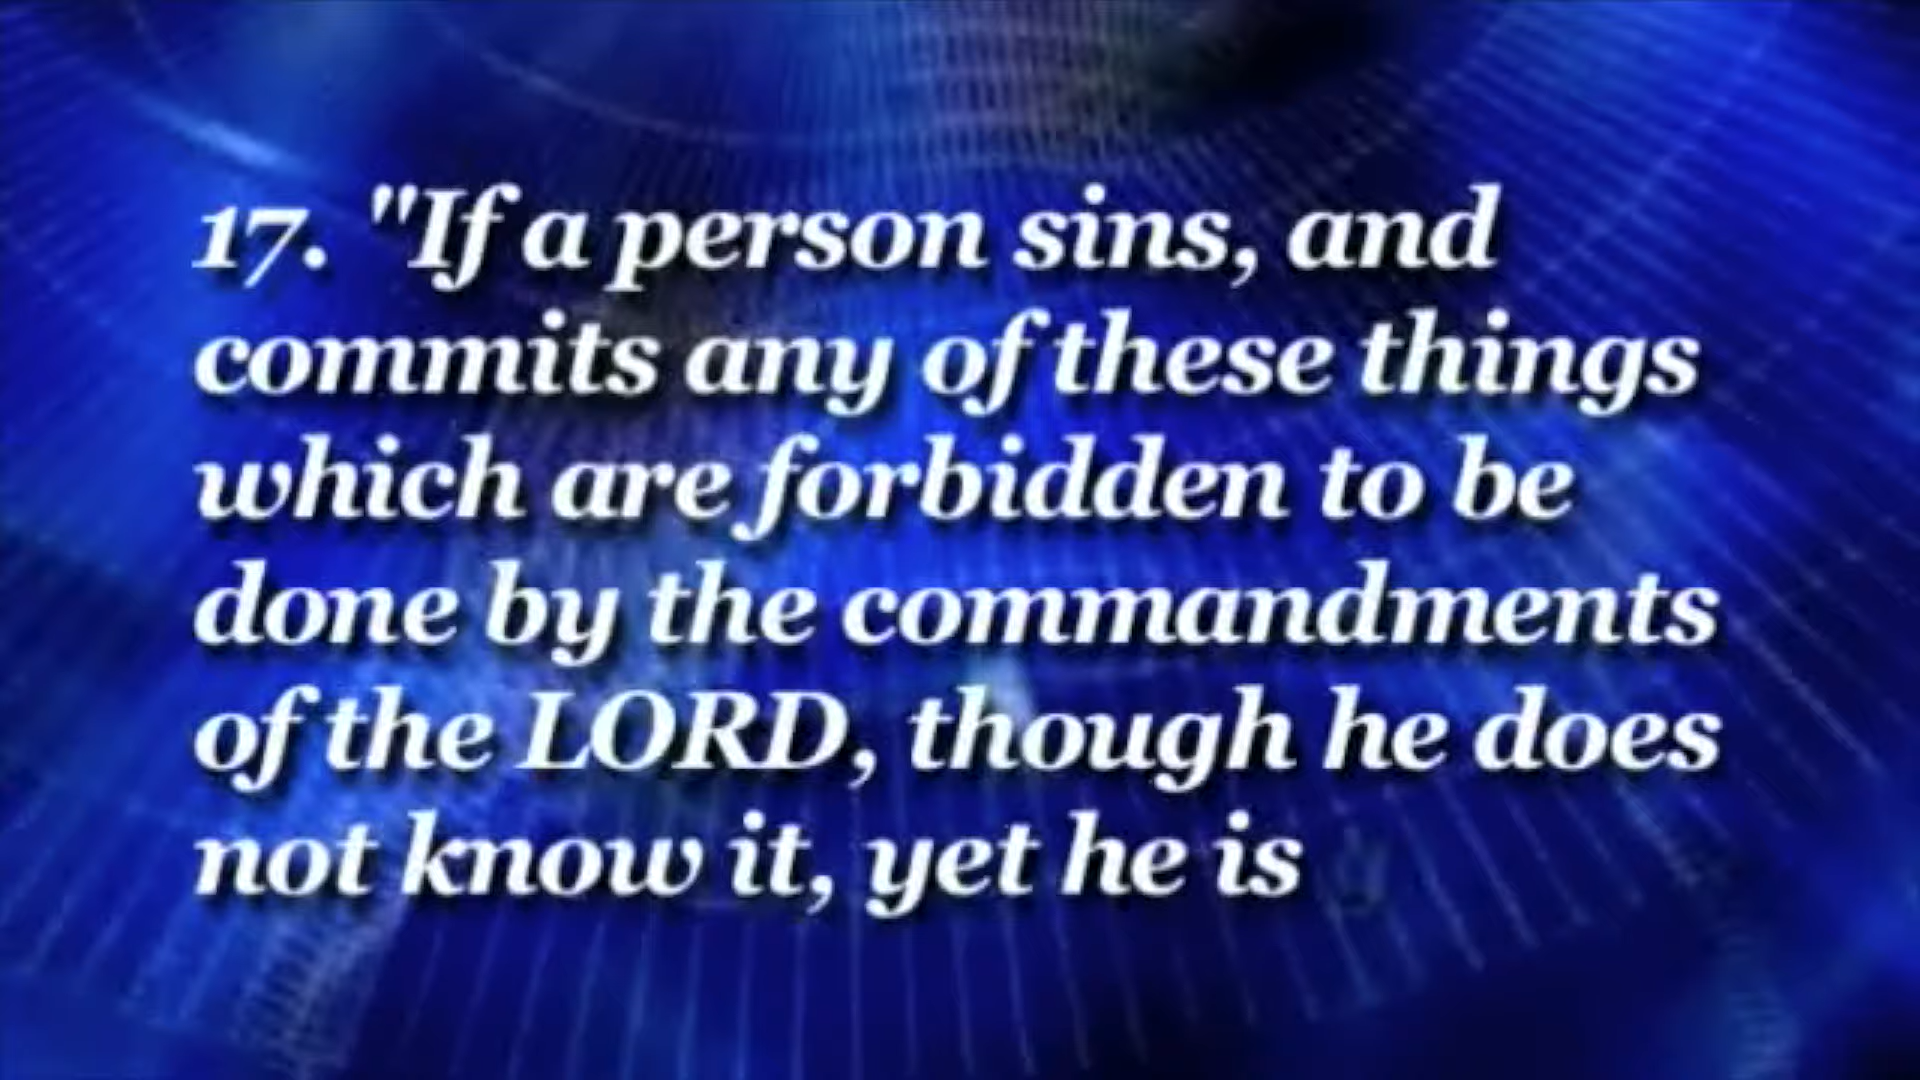 17. "If a person sins, and
commits any of these things
which are forbidden to be
done by the commandments
of the LORD, though he does
not know it, yet he is